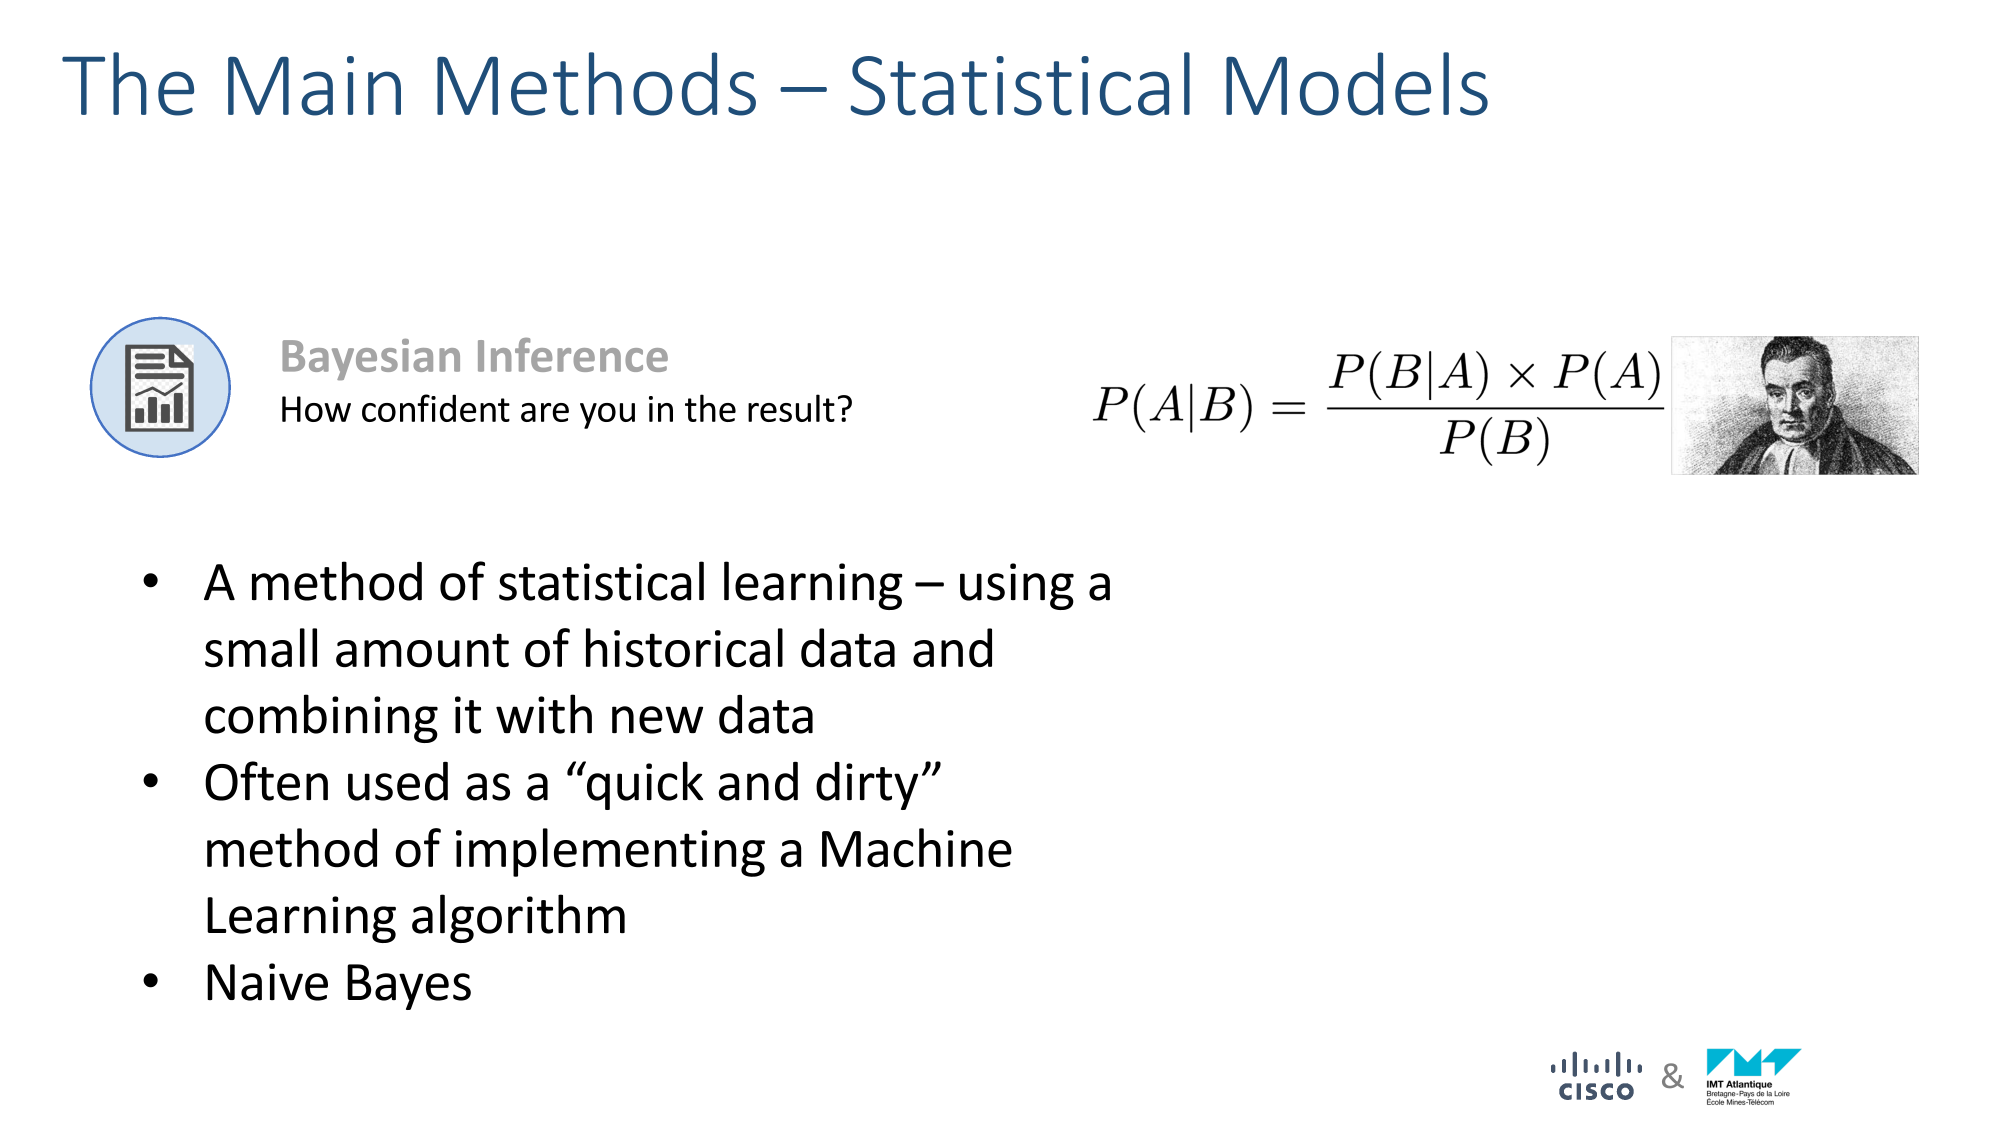 The Main Methods – Statistical Models
Bayesian Inference
How confident are you in the result?
P(A|B) = P(B|A) × P(A) / P(B)
• A method of statistical learning – using a
small amount of historical data and
combining it with new data
• Often used as a “quick and dirty”
method of implementing a Machine
Learning algorithm
• Naive Bayes
CISCO & IMT Atlantique
Bretagne-Pays de la Loire
École Mines-Télécom